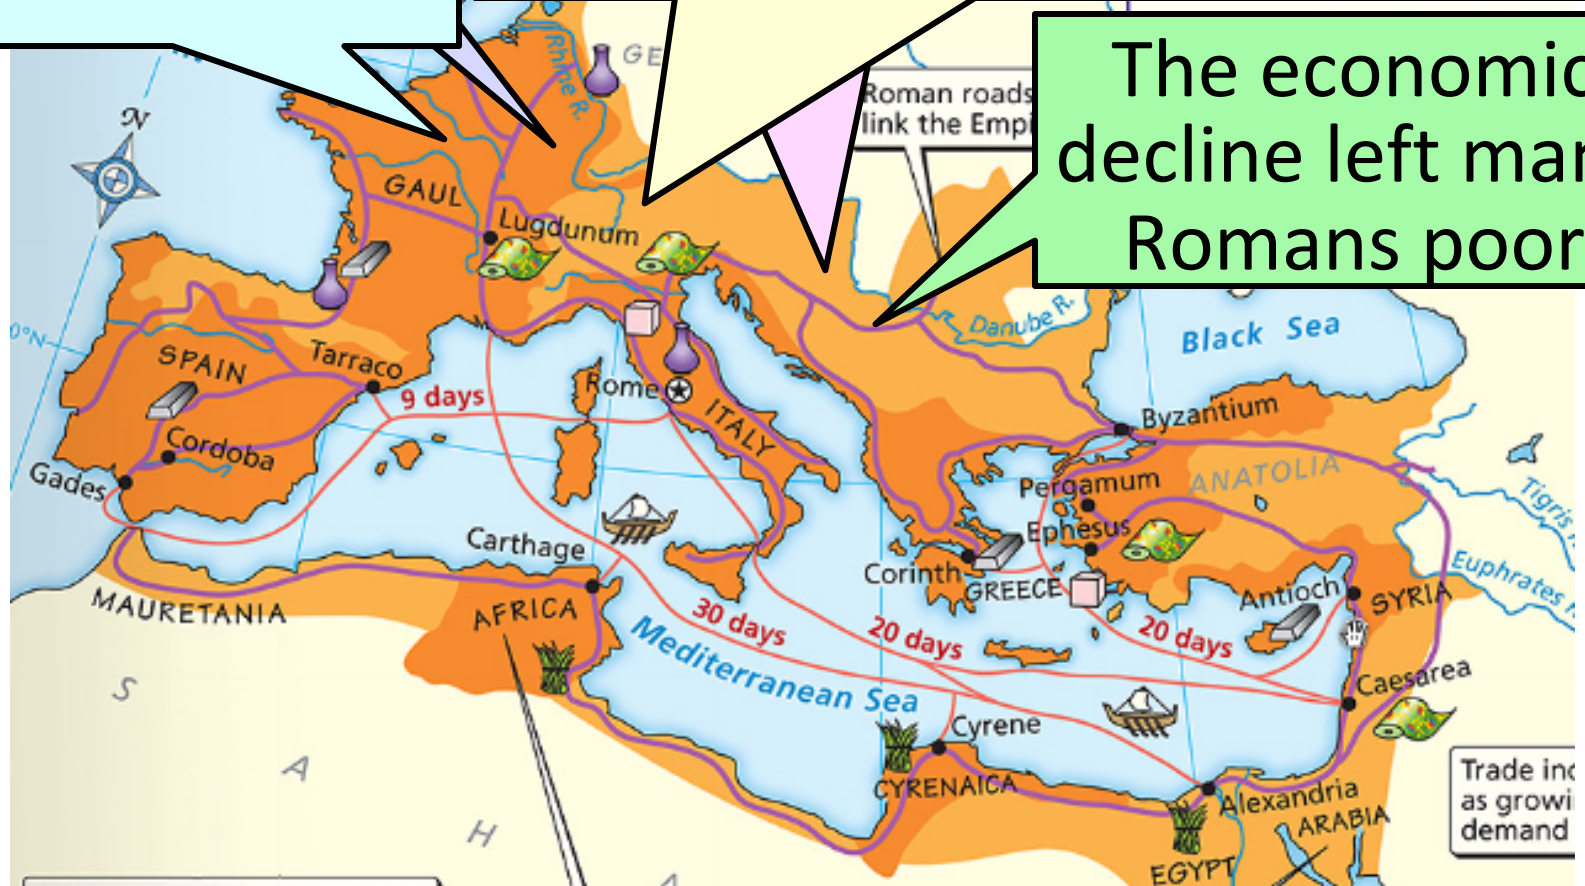 The economic
decline left
Romans poor
Rhine R.
GE
Roman roads
link the Empi
N
GAUL
Lugdunum
Danube R.
Black Sea
0°N
SPAIN
Tarraco
9 days
Rome
ITALY
Byzantium
Cordoba
Gades
Pergamum
ANATOLIA
Tigris
Ephesus
Carthage
Corinth
GREECE
Antioch
SYRIA
Euphrates
MAURETANIA
AFRICA
30 days
20 days
20 days
Mediterranean Sea
Caesarea
Cyrene
CYRENAICA
Alexandria
ARABIA
EGYPT
S
A
H
A
Trade inc
as growi
demand